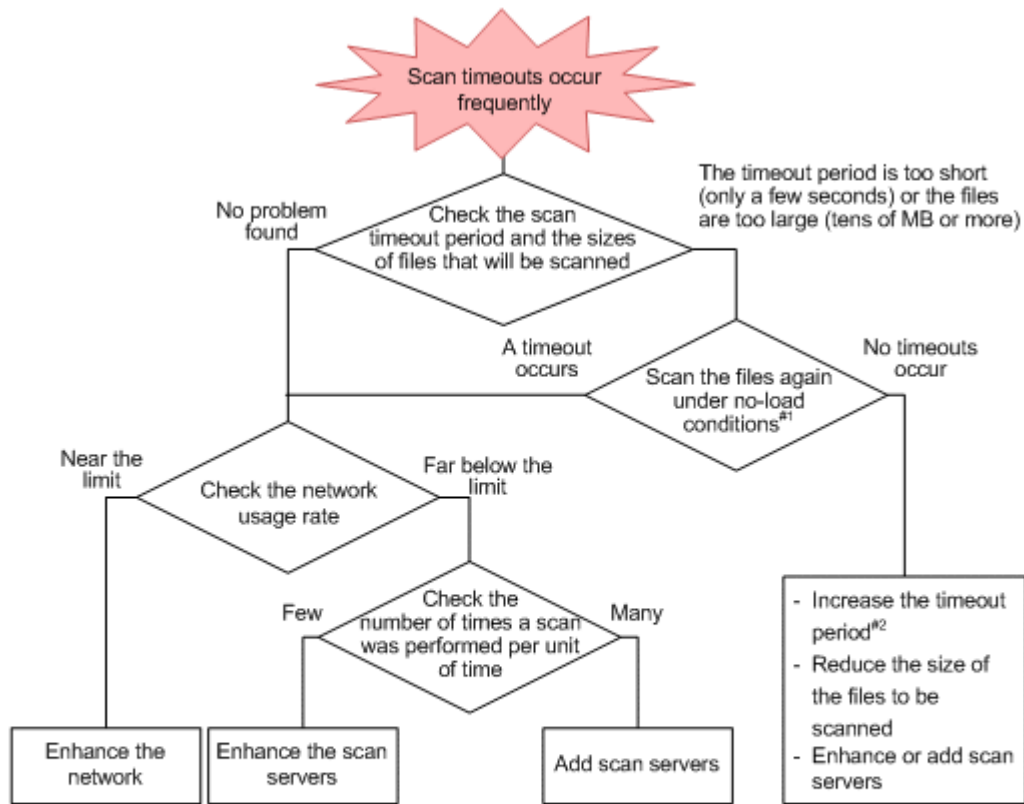 Scan timeouts occur
frequently
The timeout period is too short
(only a few seconds) or the files
are too large (tens of MB or more)
No problem
found
Check the scan
timeout period and the sizes
of files that will be scanned
A timeout
occurs
Scan the files again
under no-load
conditions#1
No timeouts
occur
Near the
limit
Check the network
usage rate
Far below the
limit
Few
Check the
number of times a scan
was performed per unit
of time
Many
- Increase the timeout
period#2
- Reduce the size of
the files to be
scanned
- Enhance or add scan
servers
Enhance the
network
Enhance the scan
servers
Add scan servers